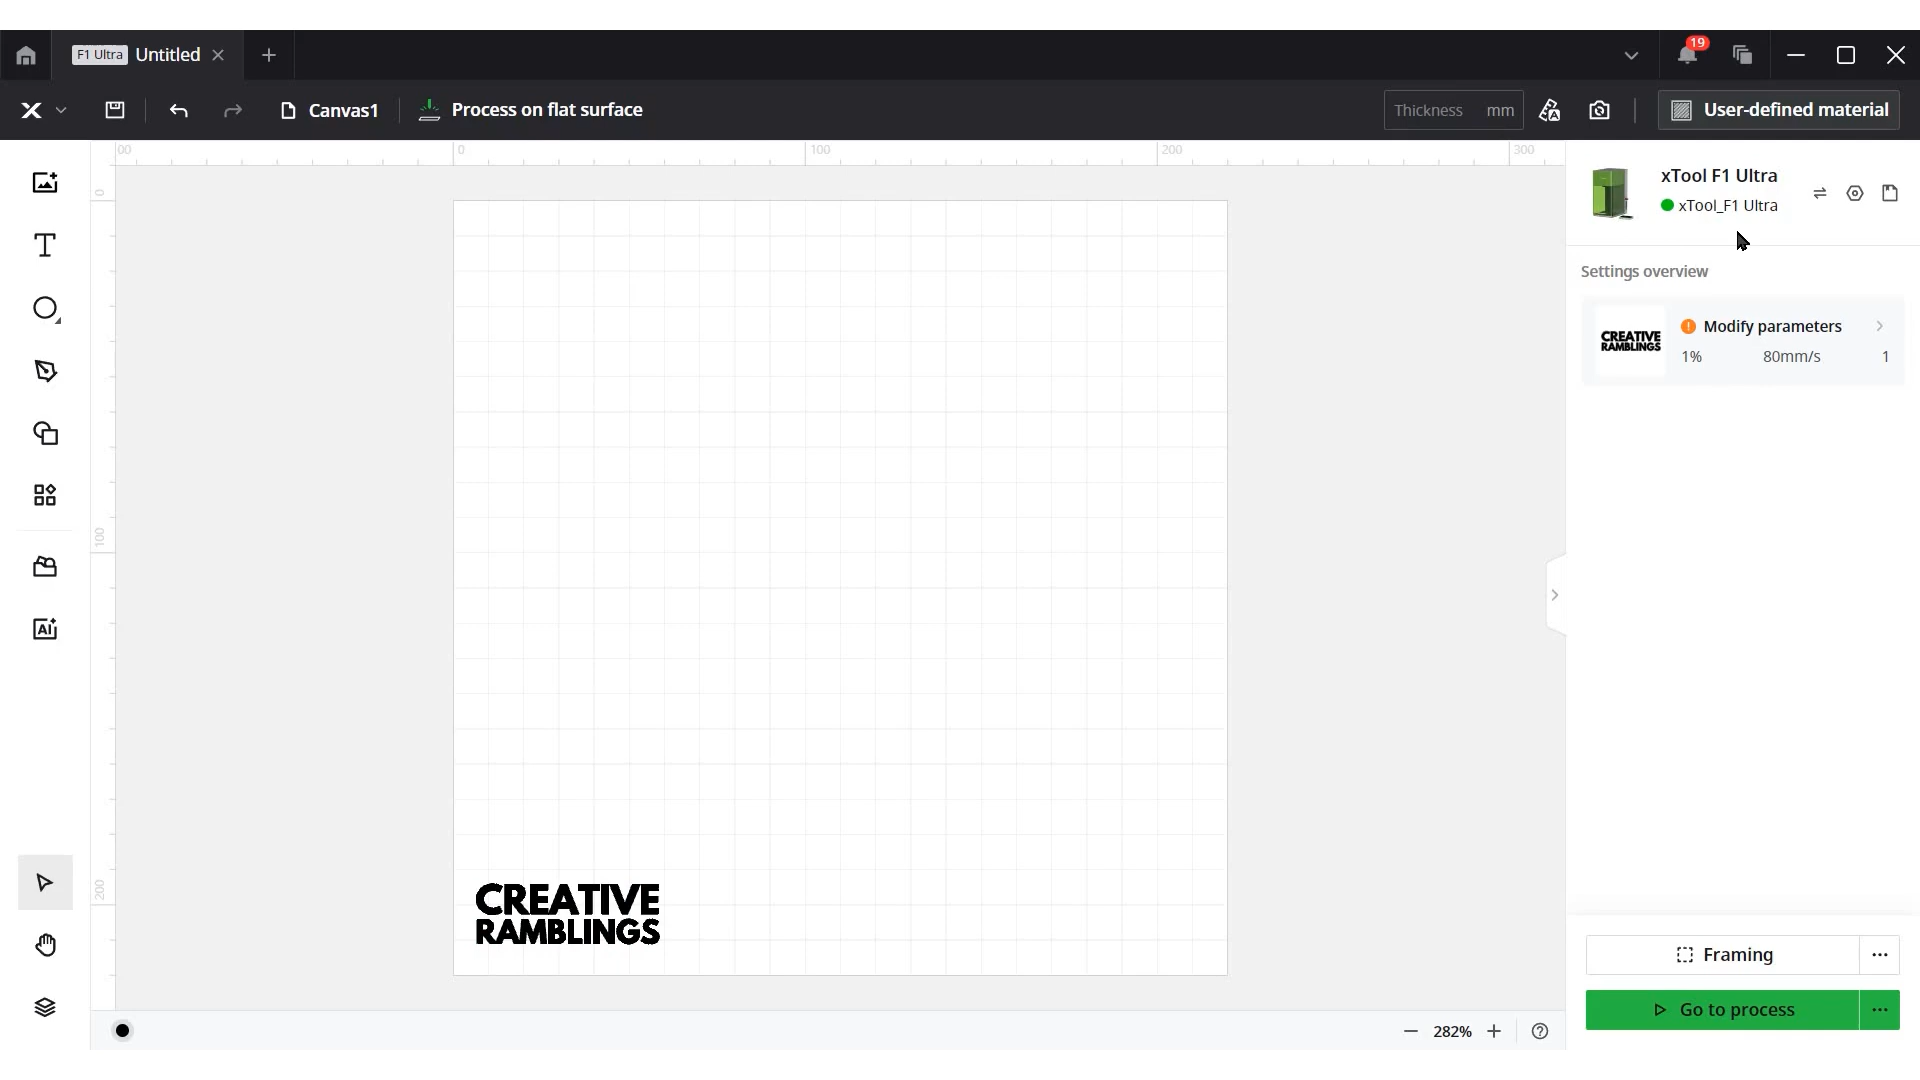 F1 Ultra Untitled
19
Canvas1
Process on flat surface
Thickness mm
User-defined material
00 0 100 200 300
0
100
200
xTool F1 Ultra
xTool_F1 Ultra
Settings overview
CREATIVE
RAMBLINGS
Modify parameters
1% 80mm/s 1
AI
CREATIVE
RAMBLINGS
Framing
Go to process
282%